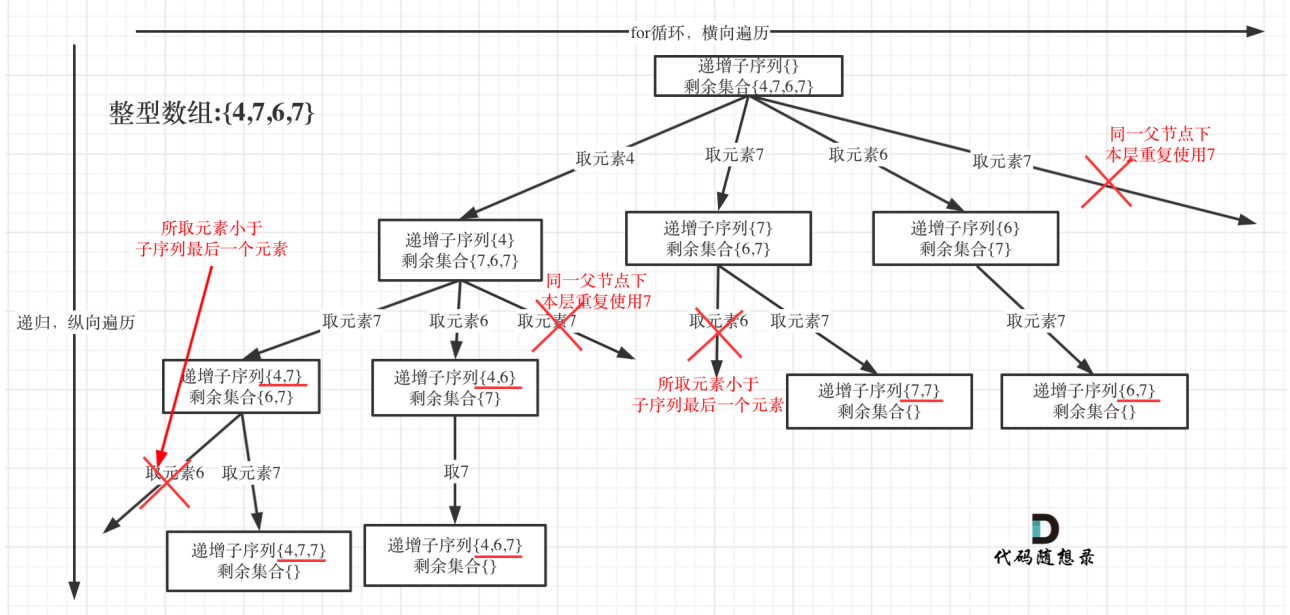 for循环，横向遍历
递增子序列{}
剩余集合{4,7,6,7}
整型数组:{4,7,6,7}
同一父节点下
本层重复使用7
取元素4
取元素7
取元素6
取元素7
所取元素小于
子序列最后一个元素
递增子序列{4}
剩余集合{7,6,7}
递增子序列{7}
剩余集合{6,7}
递增子序列{6}
剩余集合{7}
同一父节点下
本层重复使用7
递归，纵向遍历
取元素7
取元素6
取元素7
取元素6
取元素7
取元素7
递增子序列{4,7}
剩余集合{6,7}
递增子序列{4,6}
剩余集合{7}
所取元素小于
子序列最后一个元素
递增子序列{7,7}
剩余集合{}
递增子序列{6,7}
剩余集合{}
取元素6
取元素7
取7
递增子序列{4,7,7}
剩余集合{}
递增子序列{4,6,7}
剩余集合{}
代码随想录